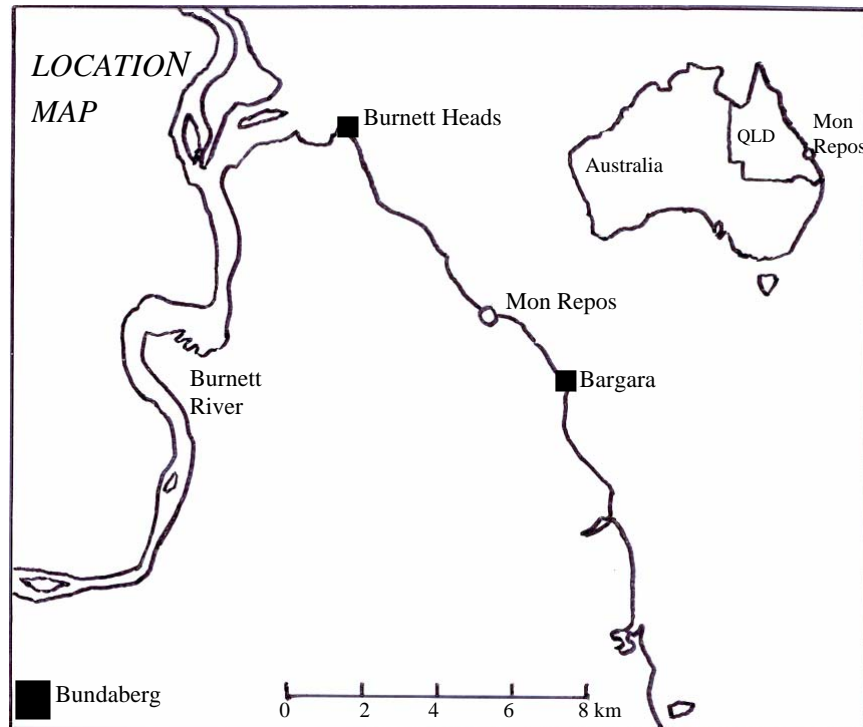 LOCATION
MAP
Burnett Heads
Mon
Repos
QLD
Australia
Mon Repos
Bargara
Burnett
River
Bundaberg
0 2 4 6 8 km